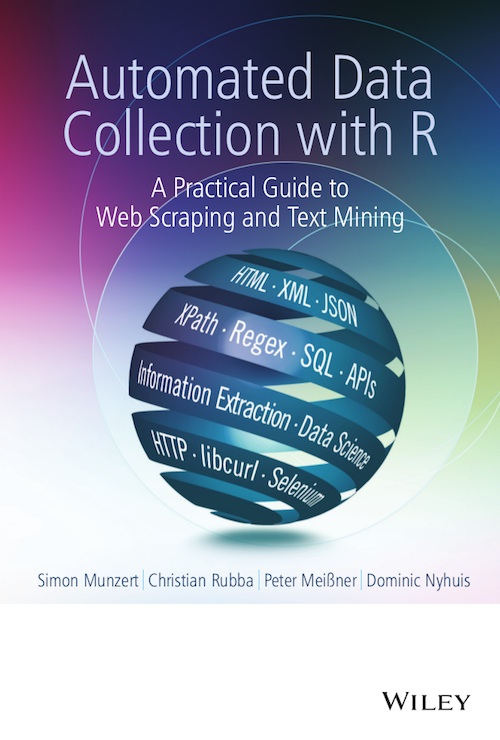 Automated Data
Collection with R
A Practical Guide to
Web Scraping and Text Mining
HTML · XML · JSON
XPath · Regex · SQL · APIs
Information Extraction · Data Science
HTTP · libcurl · Selenium
Simon Munzert | Christian Rubba | Peter Meißner | Dominic Nyhuis
WILEY